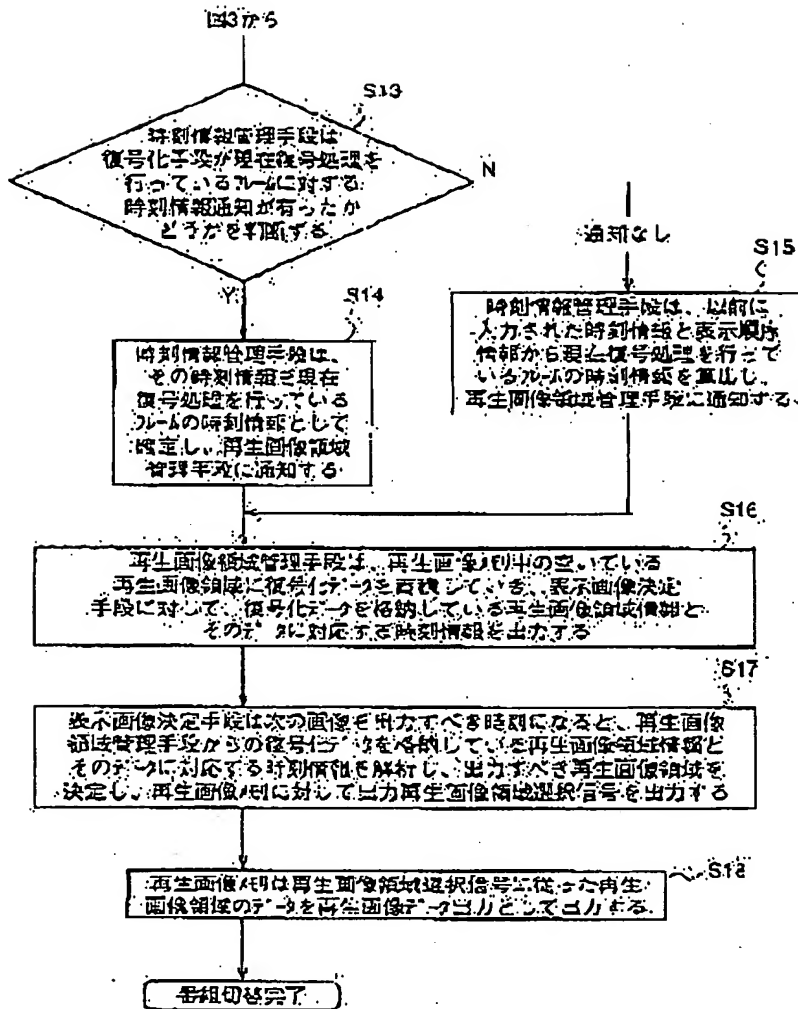 図3から
S13
時刻情報管理手段は
復号化手段が現在復号処理を
行っているフレームに対する
時刻情報通知が有ったか
どうかを判断する
N
Y
通知なし
S14
時刻情報管理手段は、
その時刻情報を現在
復号処理を行っている
フレームの時刻情報として
確定し、再生画像領域
管理手段に通知する
S15
時刻情報管理手段は、以前に
入力された時刻情報と表示順序
情報から現在復号処理を行って
いるフレームの時刻情報を算出し、
再生画像領域管理手段に通知する
S16
再生画像領域管理手段は、再生画像メモリ中の空いている
再生画像領域に復号化データを蓄積していき、表示画像決定
手段に対して、復号化データを格納している再生画像領域情報と
そのデータに対応する時刻情報を出力する
S17
表示画像決定手段は次の画像を出力すべき時刻になると、再生画像
領域管理手段からの復号化データを格納している再生画像領域情報と
そのデータに対応する時刻情報を解析し、出力すべき再生画像領域を
決定し、再生画像メモリに対して出力再生画像領域選択信号を出力する
S18
再生画像メモリは再生画像領域選択信号に従った再生
画像領域のデータを再生画像データ出力として出力する
番組切替完了